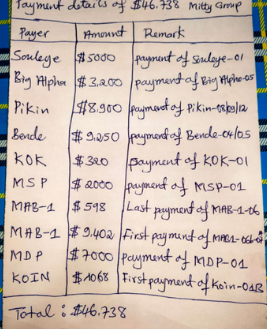 Payment details of $46.738 Mitty Group
Payer Amount Remark
Souleye $5000 payment of Souleye-01
Big Alpha $3,200 payment of Big Alpha-05
Pikin $8,900 payment of Pikin-08/09/12
Bende $9,250 payment of Bende-04/05
KOK $320 payment of KOK-01
MSP $2000 payment of MSP-01
MAB-1 $598 Last payment of MAB-1-06
MAB-1 $9,402 First payment of MAB1-06
MDP $7000 payment of MDP-01
KOIN $1068 First payment of Koin-
Total : $46.738